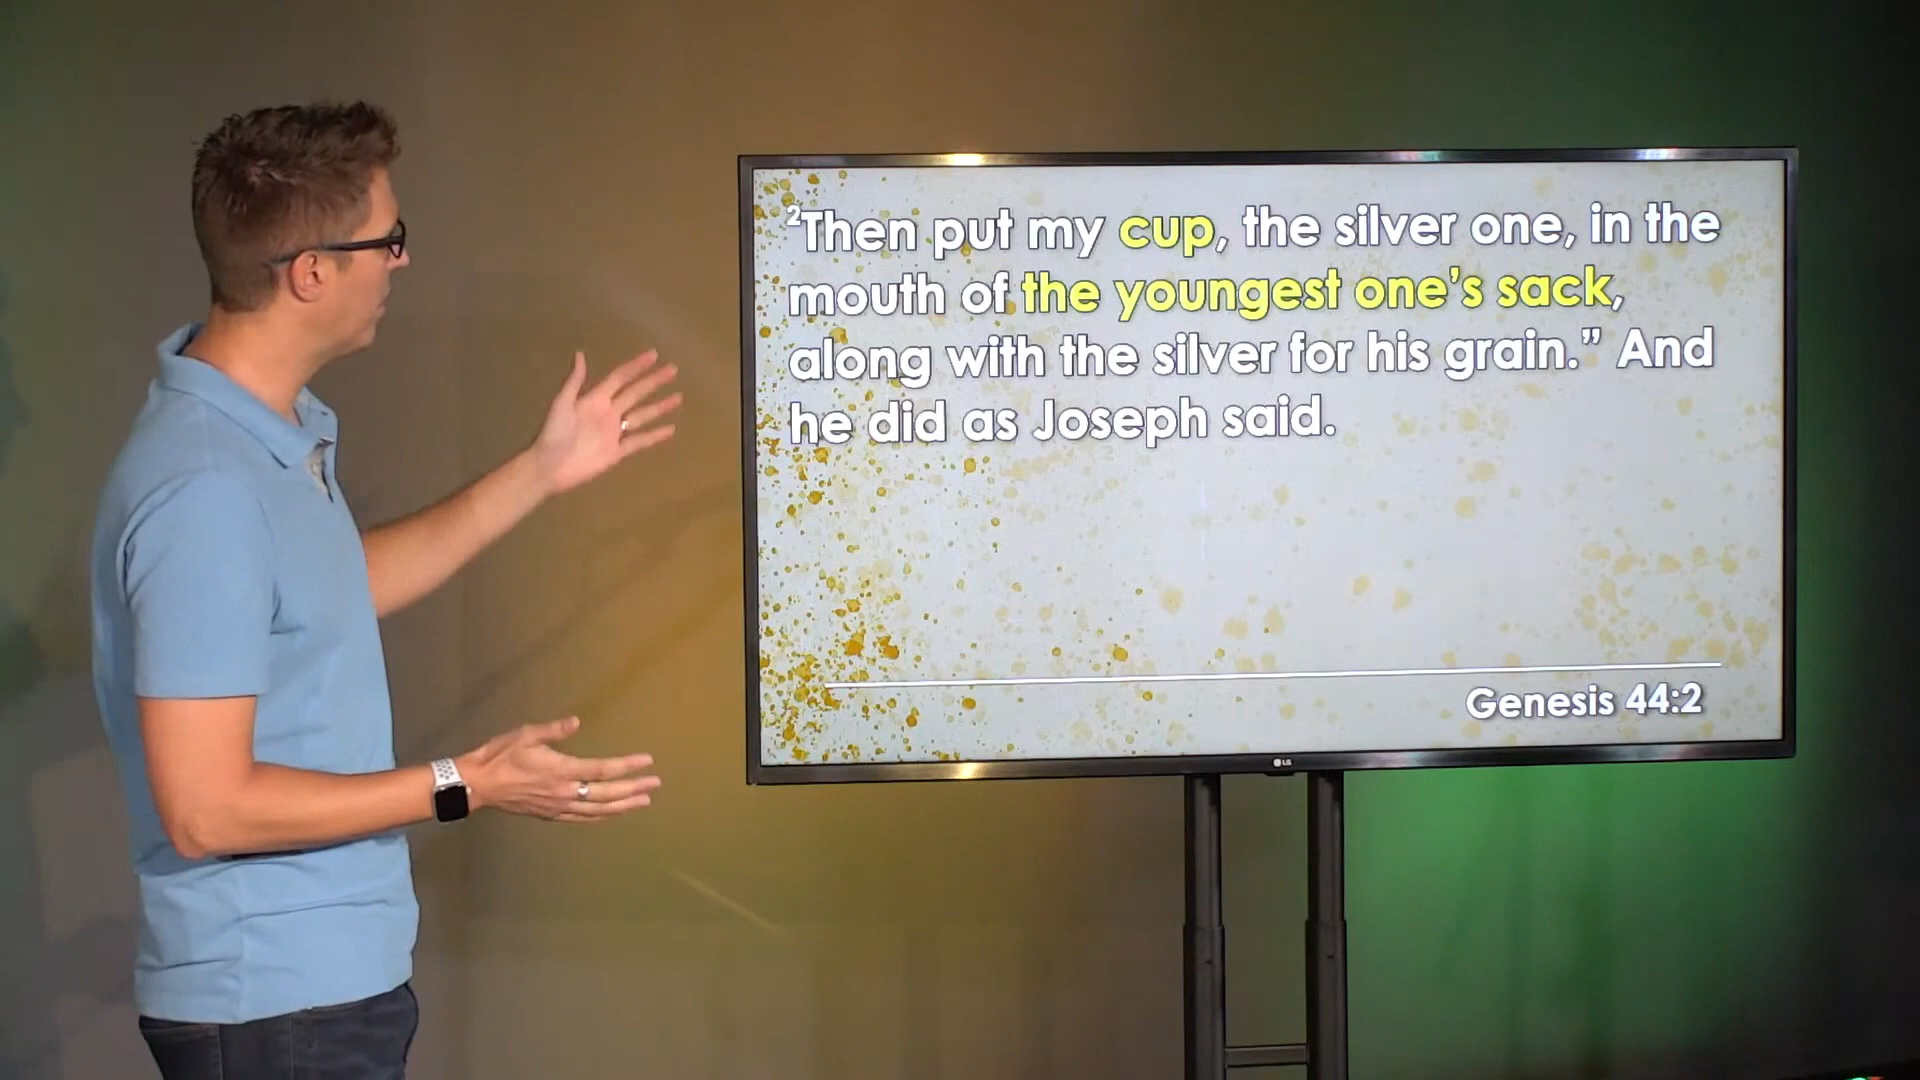 ²Then put my cup, the silver one, in the
mouth of the youngest one's sack,
along with the silver for his grain.” And
he did as Joseph said.
Genesis 44:2
LG